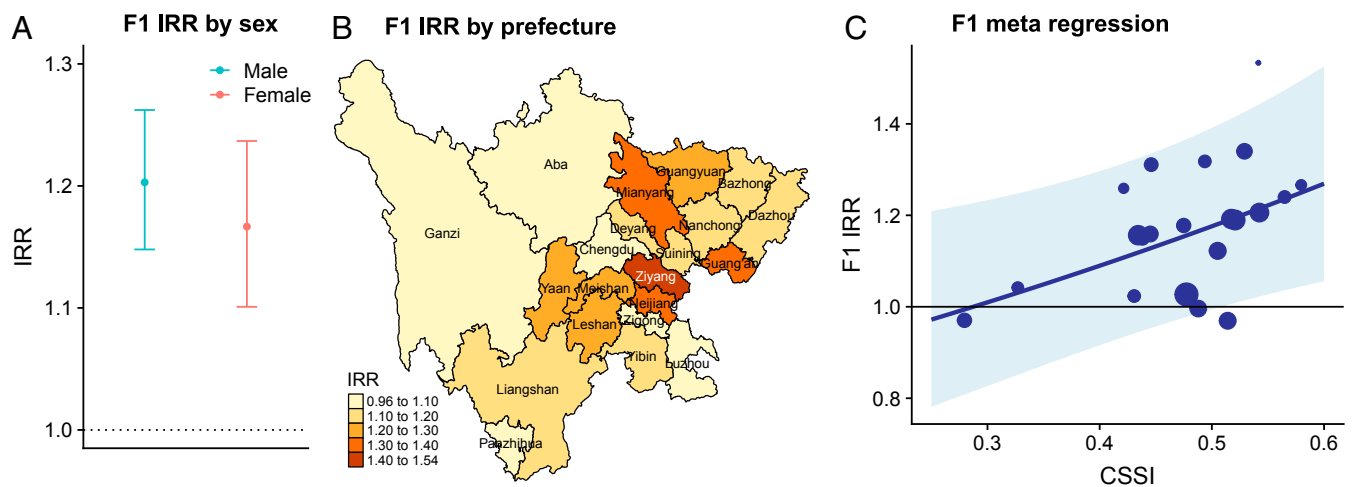 A
F1 IRR by sex
IRR
1.3
1.2
1.1
1.0
Male
Female
B
F1 IRR by prefecture
Aba
Ganzi
Guangyuan
Mianyang
Bazhong
Dazhou
Nanchong
Deyang
Chengdu
Suining
Guang'an
Ziyang
Yaan
Meishan
Neijiang
Zigong
Leshan
Yibin
Luzhou
Liangshan
Panzhihua
IRR
0.96 to 1.10
1.10 to 1.20
1.20 to 1.30
1.30 to 1.40
1.40 to 1.54
C
F1 meta regression
F1 IRR
1.4
1.2
1.0
0.8
0.3 0.4 0.5 0.6
CSSI